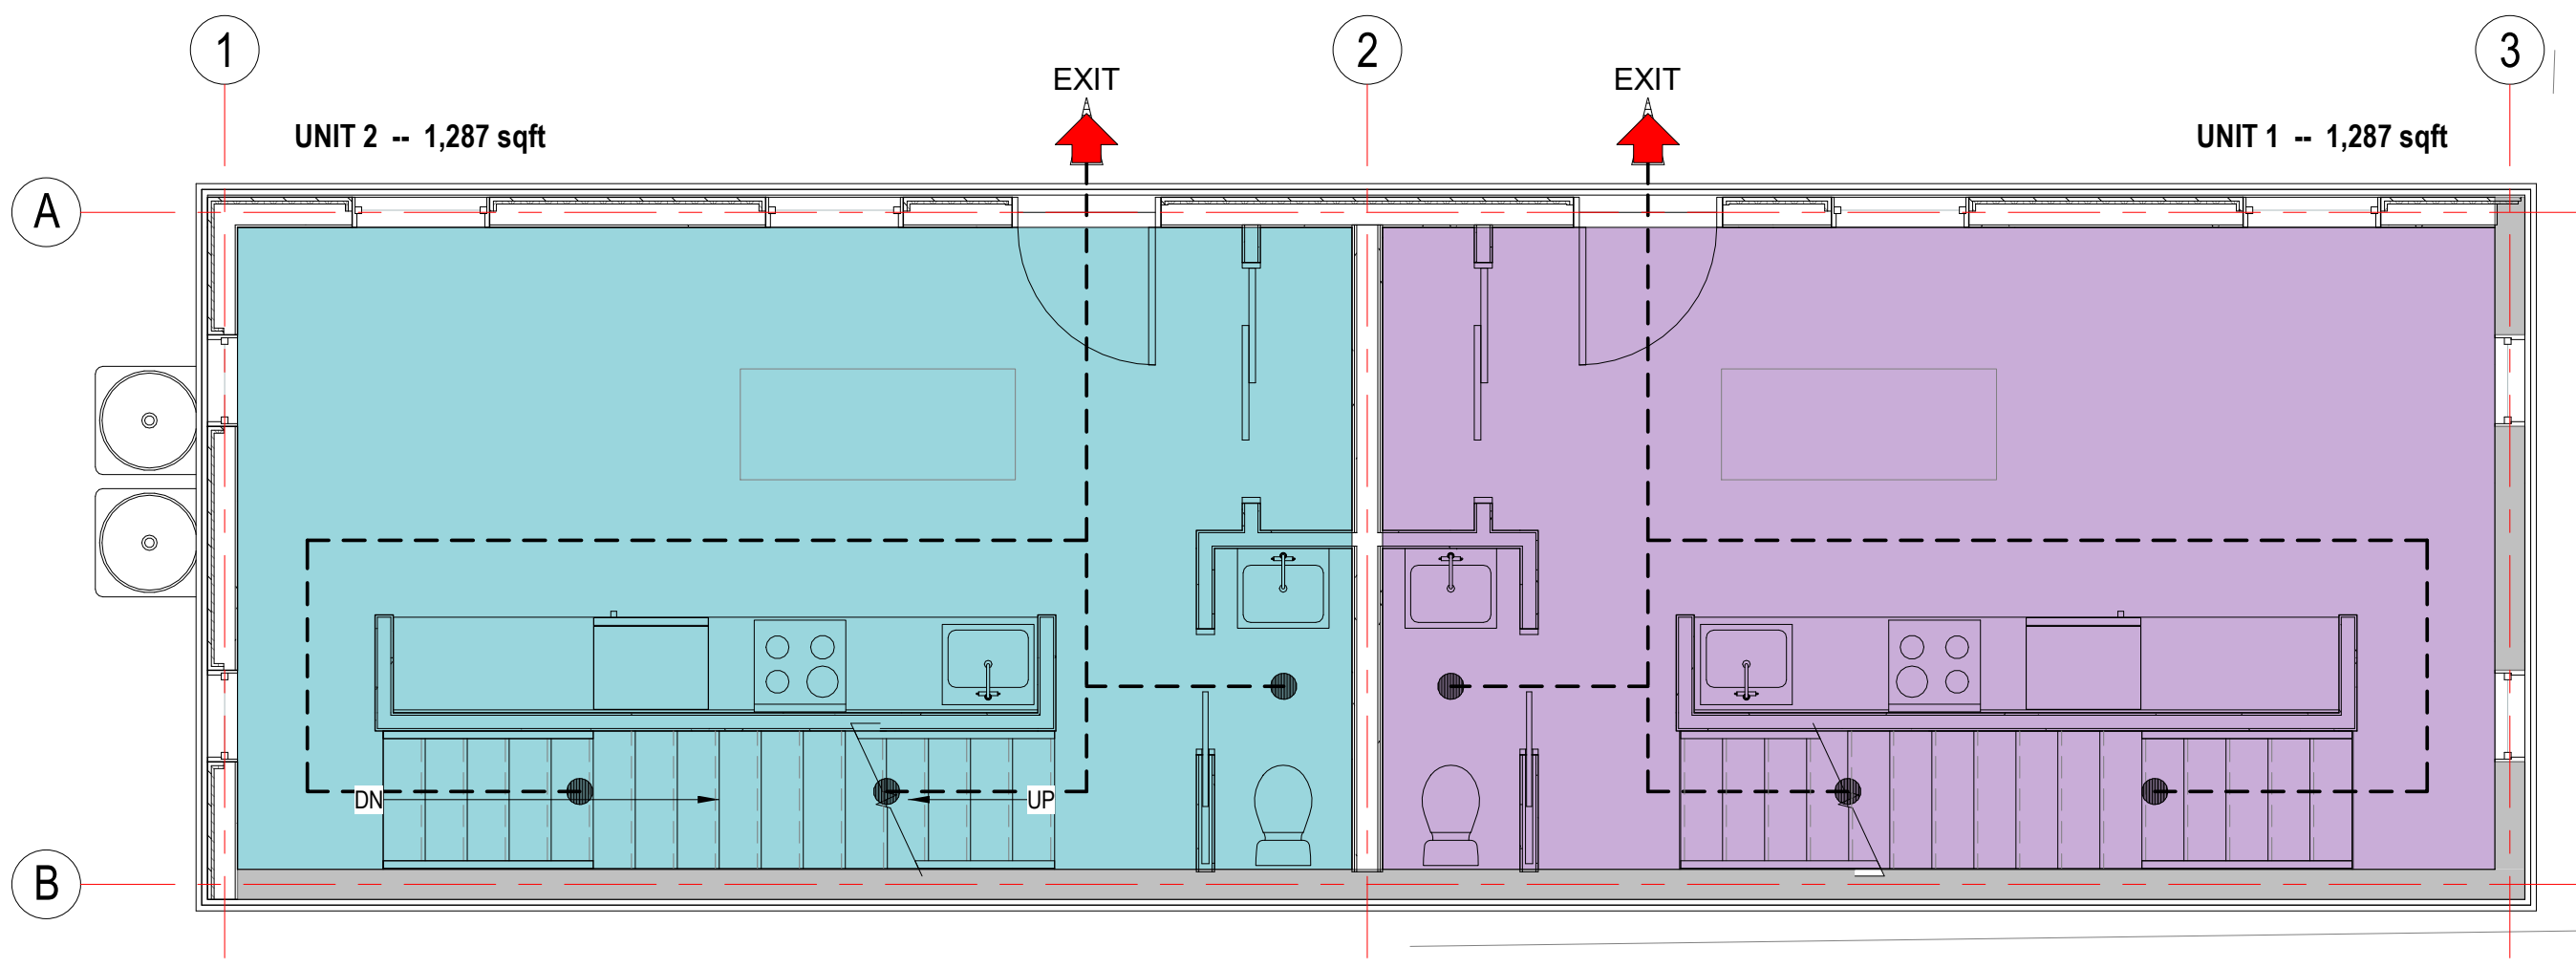 1
2
3
EXIT
EXIT
UNIT 2 -- 1,287 sqft
UNIT 1 -- 1,287 sqft
A
DN
UP
B